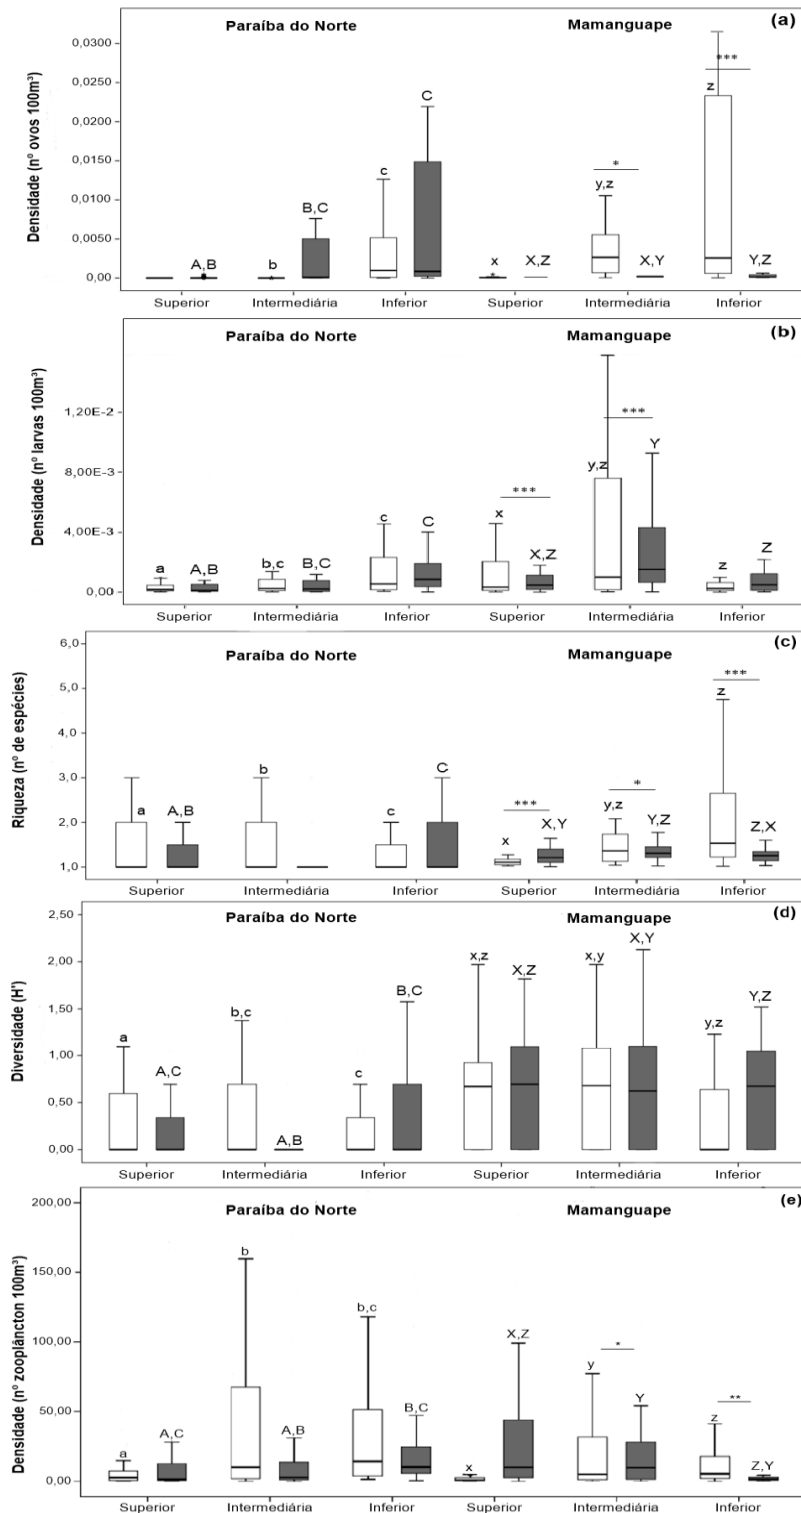 (a)
Paraíba do Norte Mamanguape
Densidade (nº ovos 100m³)
0,0300
0,0250
0,0200
0,0150
0,0100
0,0050
0,00
A,B b B,C c C x X,Z y,z * X,Y z *** Y,Z
Superior Intermediária Inferior Superior Intermediária Inferior
(b)
Paraíba do Norte Mamanguape
Densidade (nº larvas 100m³)
1,20E-2
8,00E-3
4,00E-3
0,00
a A,B b,c B,C c C x *** X,Z y,z *** Y z Z
Superior Intermediária Inferior Superior Intermediária Inferior
(c)
Paraíba do Norte Mamanguape
Riqueza (nº de espécies)
6,0
5,0
4,0
3,0
2,0
1,0
a A,B b c C x *** X,Y y,z * Y,Z z *** Z,X
Superior Intermediária Inferior Superior Intermediária Inferior
(d)
Paraíba do Norte Mamanguape
Diversidade (H')
2,50
2,00
1,50
1,00
0,50
0,00
a A,C b,c A,B c B,C x,z X,Z x,y X,Y y,z Y,Z
Superior Intermediária Inferior Superior Intermediária Inferior
(e)
Paraíba do Norte Mamanguape
Densidade (nº zooplâncton 100m³)
200,00
150,00
100,00
50,00
0,00
a A,C b A,B b,c B,C x X,Z y * Y z ** Z,Y
Superior Intermediária Inferior Superior Intermediária Inferior